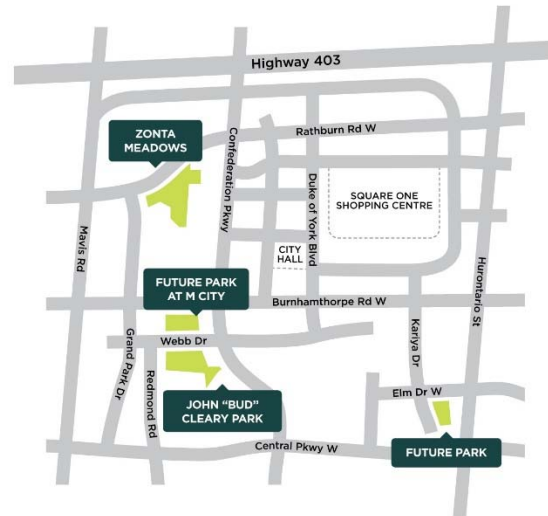 Highway 403
ZONTA
MEADOWS
Confederation Pkwy
Rathburn Rd W
Mavis Rd
Duke of York Blvd
SQUARE ONE
SHOPPING CENTRE
CITY
HALL
Hurontario St
FUTURE PARK
AT M CITY
Burnhamthorpe Rd W
Webb Dr
Kariya Dr
Grand Park Dr
Redmond Rd
JOHN “BUD”
CLEARY PARK
Elm Dr W
Central Pkwy W
FUTURE PARK